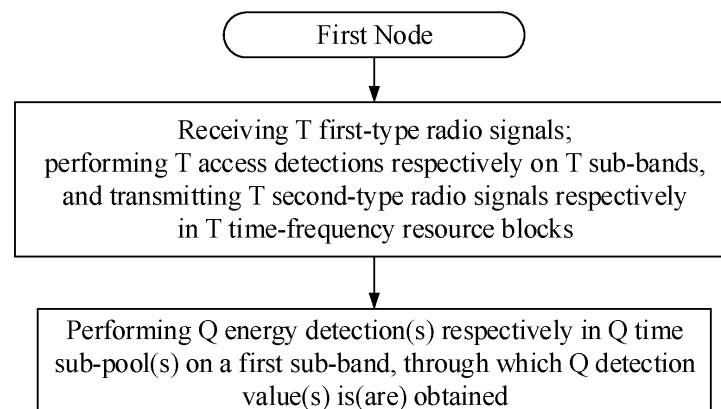 First Node
Receiving T first-type radio signals;
performing T access detections respectively on T sub-bands,
and transmitting T second-type radio signals respectively
in T time-frequency resource blocks
Performing Q energy detection(s) respectively in Q time
sub-pool(s) on a first sub-band, through which Q detection
value(s) is(are) obtained